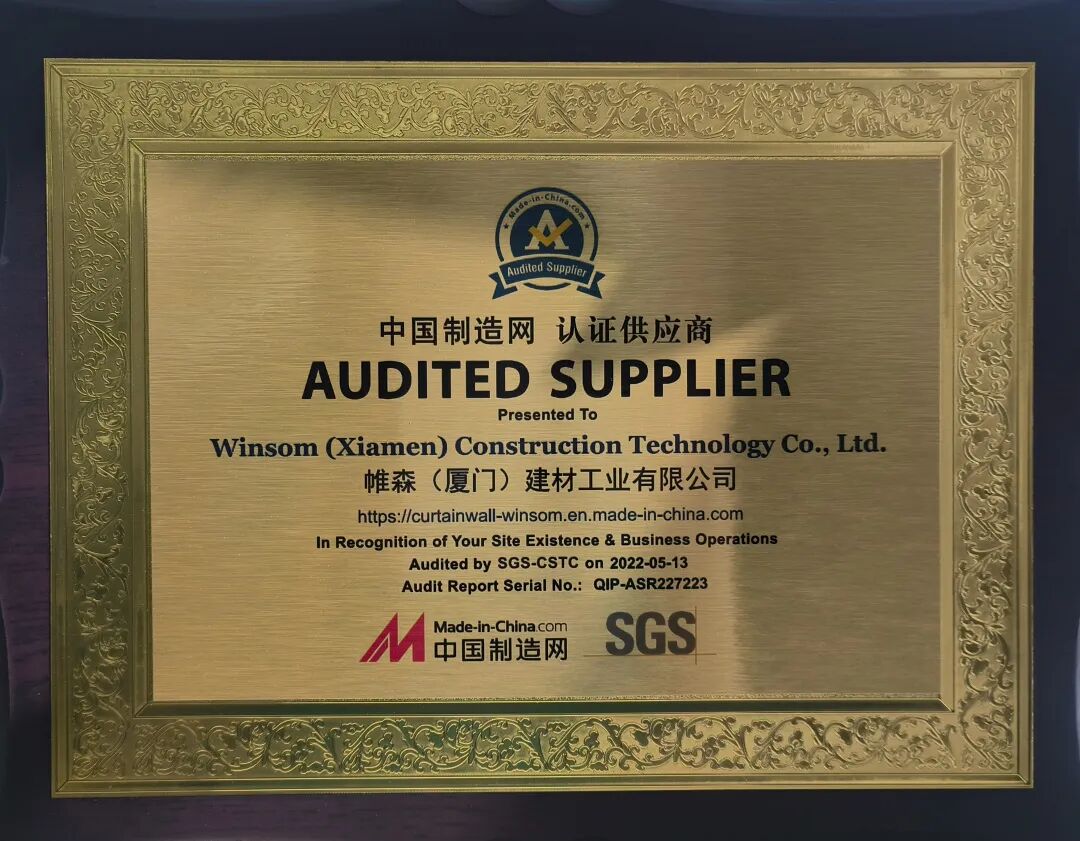 Made-in-China.com
Audited Supplier
中国制造网 认证供应商
AUDITED SUPPLIER
Presented To
Winsom (Xiamen) Construction Technology Co., Ltd.
帷森（厦门）建材工业有限公司
https://curtainwall-winsom.en.made-in-china.com
In Recognition of Your Site Existence & Business Operations
Audited by SGS-CSTC on 2022-05-13
Audit Report Serial No.: QIP-ASR227223
Made-in-China.com
中国制造网
SGS